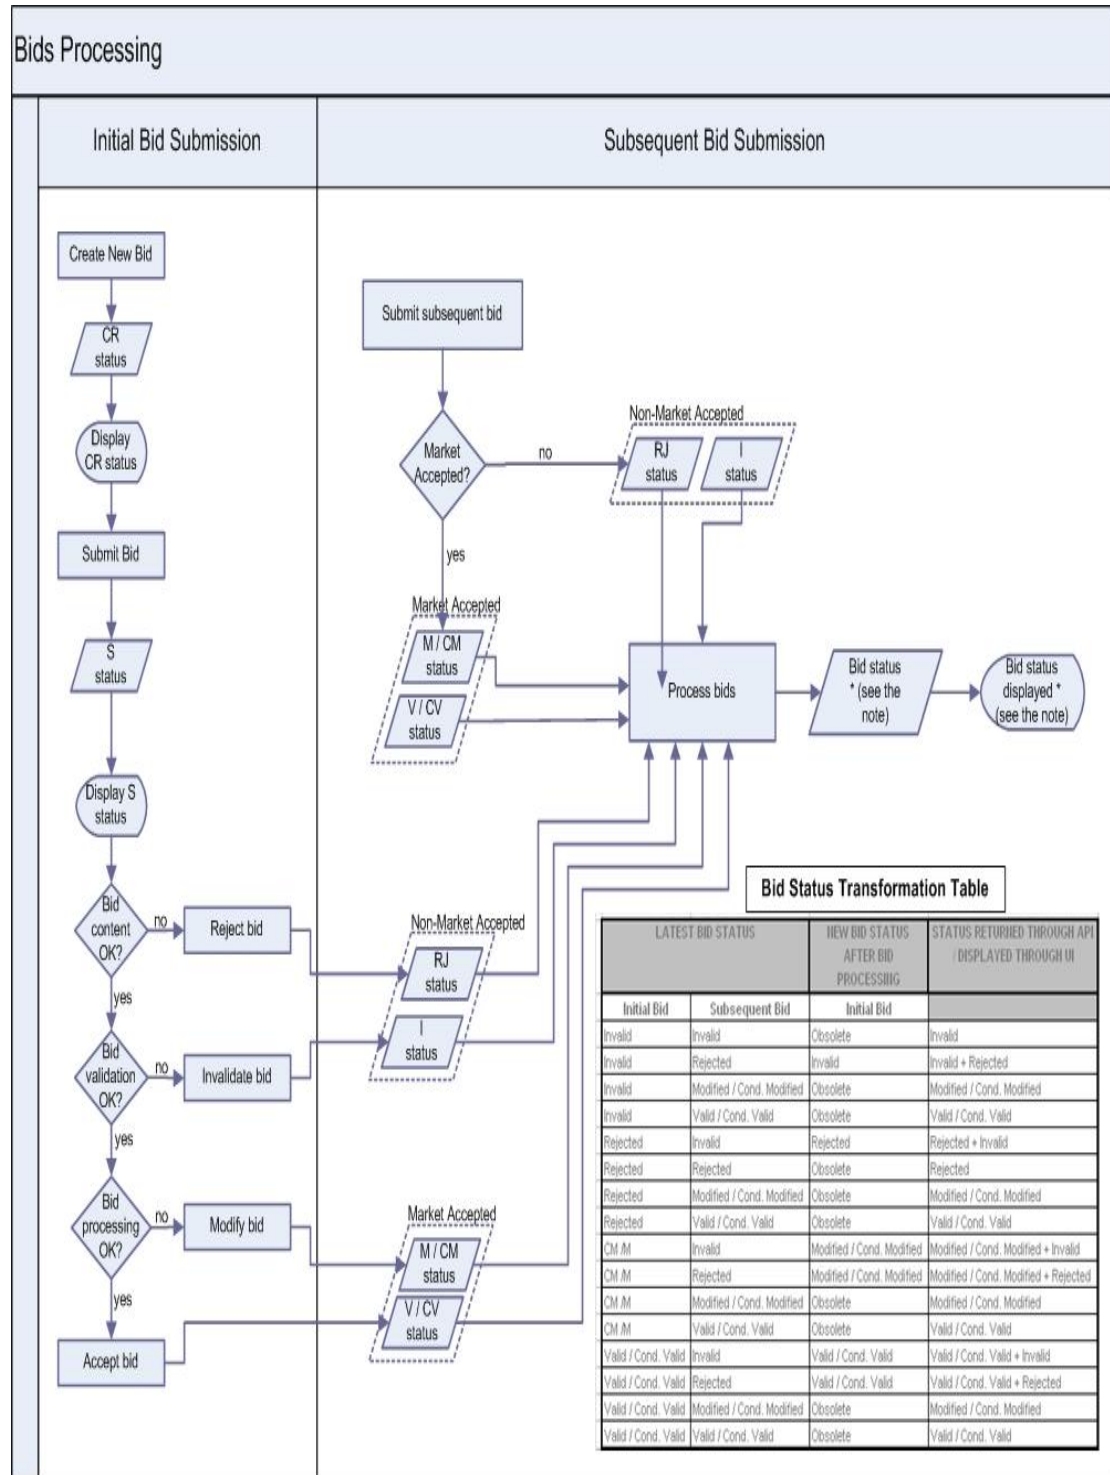 Bids Processing
Initial Bid Submission
Subsequent Bid Submission
Create New Bid
CR
status
Display
CR status
Submit Bid
S
status
Display S
status
Bid
content
OK?
no
Reject bid
yes
Bid
validation
OK?
no
Invalidate bid
yes
Bid
processing
OK?
no
Modify bid
yes
Accept bid
Submit subsequent bid
Market
Accepted?
no
Non-Market Accepted
RJ
status
I
status
yes
Market Accepted
M / CM
status
V / CV
status
Process bids
Bid status
* (see the
note)
Bid status
displayed *
(see the note)
Non-Market Accepted
RJ
status
I
status
Market Accepted
M / CM
status
V / CV
status
Bid Status Transformation Table
LATEST BID STATUS
NEW BID STATUS
AFTER BID
PROCESSING
STATUS RETURNED THROUGH API
/ DISPLAYED THROUGH UI
Initial Bid Subsequent Bid Initial Bid
Invalid Invalid Obsolete Invalid
Invalid Rejected Invalid Invalid + Rejected
Invalid Modified / Cond. Modified Obsolete Modified / Cond. Modified
Invalid Valid / Cond. Valid Obsolete Valid / Cond. Valid
Rejected Invalid Rejected Rejected + Invalid
Rejected Rejected Obsolete Rejected
Rejected Modified / Cond. Modified Obsolete Modified / Cond. Modified
Rejected Valid / Cond. Valid Obsolete Valid / Cond. Valid
CM /M Invalid Modified / Cond. Modified Modified / Cond. Modified + Invalid
CM /M Rejected Modified / Cond. Modified Modified / Cond. Modified + Rejected
CM /M Modified / Cond. Modified Obsolete Modified / Cond. Modified
CM /M Valid / Cond. Valid Obsolete Valid / Cond. Valid
Valid / Cond. Valid Invalid Valid / Cond. Valid Valid / Cond. Valid + Invalid
Valid / Cond. Valid Rejected Valid / Cond. Valid Valid / Cond. Valid + Rejected
Valid / Cond. Valid Modified / Cond. Modified Obsolete Modified / Cond. Modified
Valid / Cond. Valid Valid / Cond. Valid Obsolete Valid / Cond. Valid